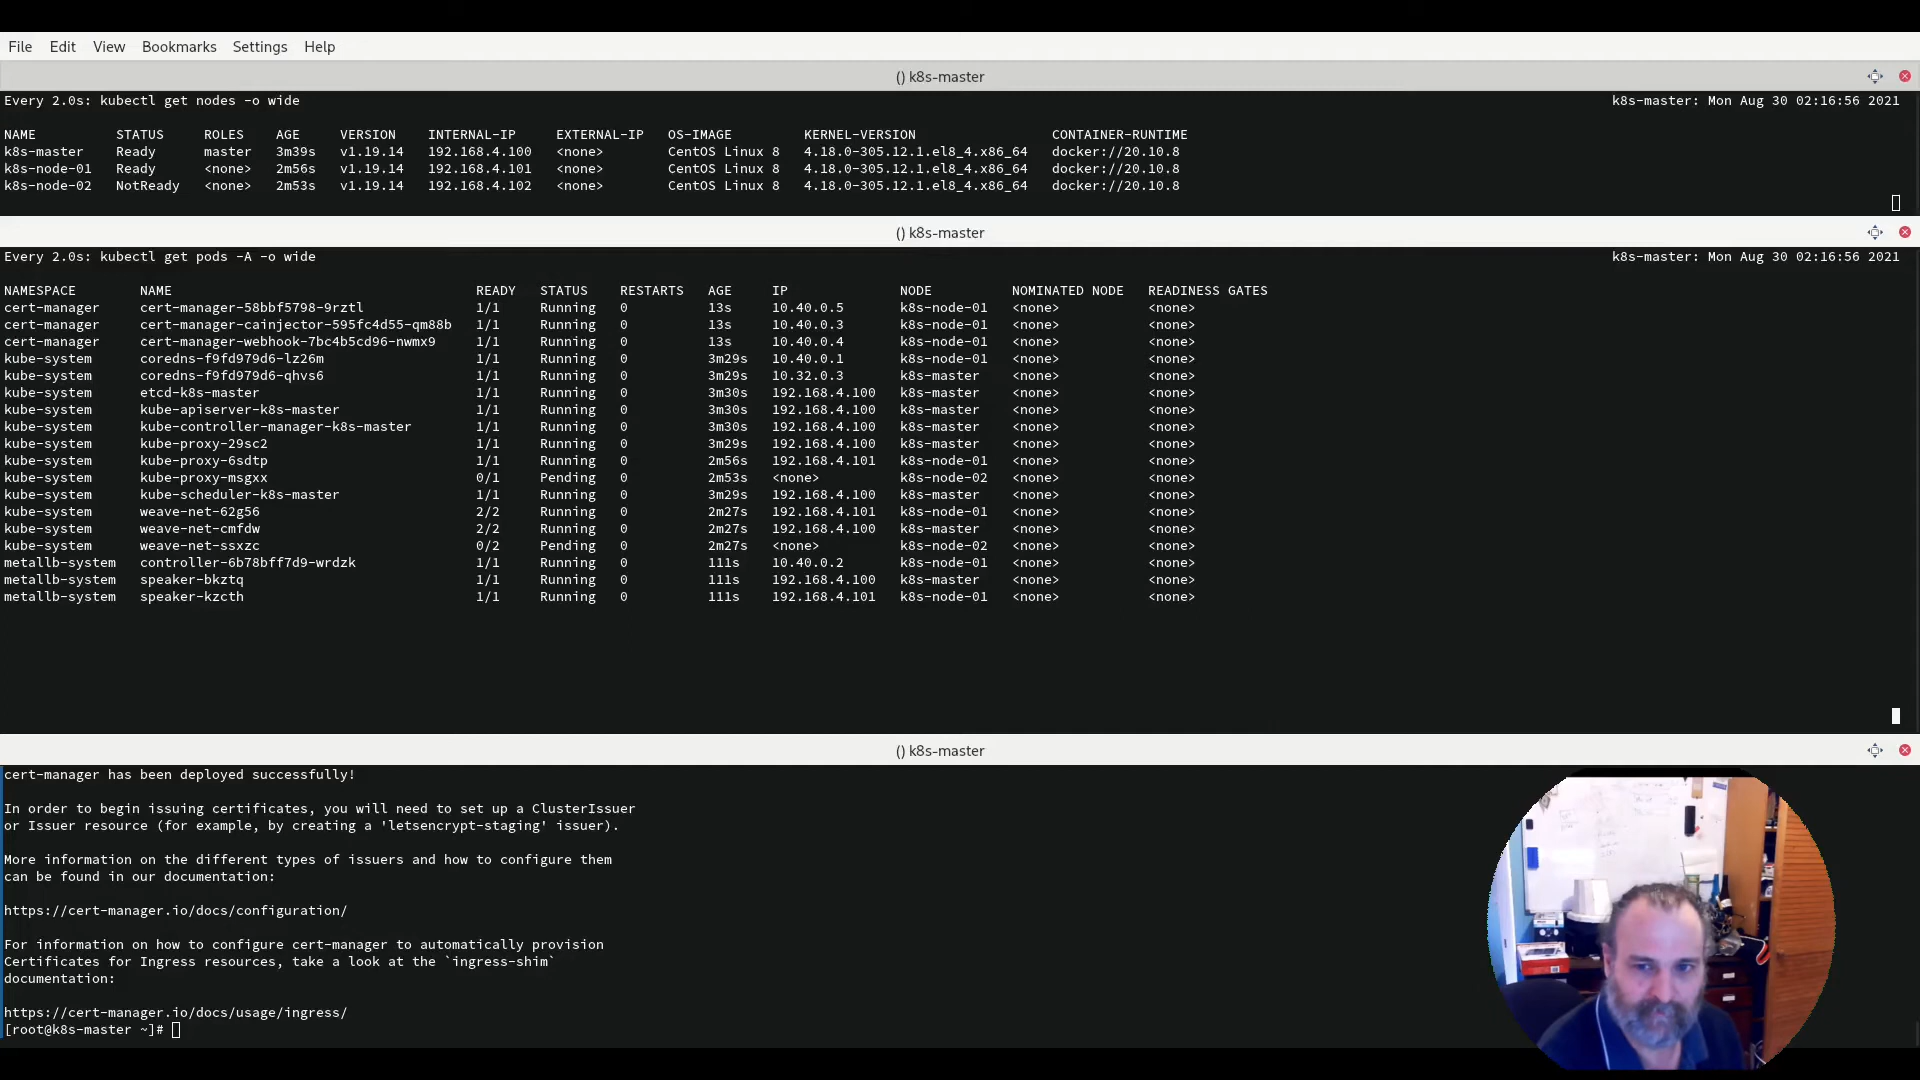 File Edit View Bookmarks Settings Help
() k8s-master
Every 2.0s: kubectl get nodes -o wide k8s-master: Mon Aug 30 02:16:56 2021
NAME STATUS ROLES AGE VERSION INTERNAL-IP EXTERNAL-IP OS-IMAGE KERNEL-VERSION CONTAINER-RUNTIME
k8s-master Ready master 3m39s v1.19.14 192.168.4.100 <none> CentOS Linux 8 4.18.0-305.12.1.el8_4.x86_64 docker://20.10.8
k8s-node-01 Ready <none> 2m56s v1.19.14 192.168.4.101 <none> CentOS Linux 8 4.18.0-305.12.1.el8_4.x86_64 docker://20.10.8
k8s-node-02 NotReady <none> 2m53s v1.19.14 192.168.4.102 <none> CentOS Linux 8 4.18.0-305.12.1.el8_4.x86_64 docker://20.10.8
() k8s-master
Every 2.0s: kubectl get pods -A -o wide k8s-master: Mon Aug 30 02:16:56 2021
NAMESPACE NAME READY STATUS RESTARTS AGE IP NODE NOMINATED NODE READINESS GATES
cert-manager cert-manager-58bbf5798-9rztl 1/1 Running 0 13s 10.40.0.5 k8s-node-01 <none> <none>
cert-manager cert-manager-cainjector-595fc4d55-qm88b 1/1 Running 0 13s 10.40.0.3 k8s-node-01 <none> <none>
cert-manager cert-manager-webhook-7bc4b5cd96-nwmx9 1/1 Running 0 13s 10.40.0.4 k8s-node-01 <none> <none>
kube-system coredns-f9fd979d6-lz26m 1/1 Running 0 3m29s 10.40.0.1 k8s-node-01 <none> <none>
kube-system coredns-f9fd979d6-qhvs6 1/1 Running 0 3m29s 10.32.0.3 k8s-master <none> <none>
kube-system etcd-k8s-master 1/1 Running 0 3m30s 192.168.4.100 k8s-master <none> <none>
kube-system kube-apiserver-k8s-master 1/1 Running 0 3m30s 192.168.4.100 k8s-master <none> <none>
kube-system kube-controller-manager-k8s-master 1/1 Running 0 3m30s 192.168.4.100 k8s-master <none> <none>
kube-system kube-proxy-29sc2 1/1 Running 0 3m29s 192.168.4.100 k8s-master <none> <none>
kube-system kube-proxy-6sdtp 1/1 Running 0 2m56s 192.168.4.101 k8s-node-01 <none> <none>
kube-system kube-proxy-msgxx 0/1 Pending 0 2m53s <none> k8s-node-02 <none> <none>
kube-system kube-scheduler-k8s-master 1/1 Running 0 3m29s 192.168.4.100 k8s-master <none> <none>
kube-system weave-net-62g56 2/2 Running 0 2m27s 192.168.4.101 k8s-node-01 <none> <none>
kube-system weave-net-cmfdw 2/2 Running 0 2m27s 192.168.4.100 k8s-master <none> <none>
kube-system weave-net-ssxzc 0/2 Pending 0 2m27s <none> k8s-node-02 <none> <none>
metallb-system controller-6b78bff7d9-wrdzk 1/1 Running 0 111s 10.40.0.2 k8s-node-01 <none> <none>
metallb-system speaker-bkztq 1/1 Running 0 111s 192.168.4.100 k8s-master <none> <none>
metallb-system speaker-kzcth 1/1 Running 0 111s 192.168.4.101 k8s-node-01 <none> <none>
() k8s-master
cert-manager has been deployed successfully!
In order to begin issuing certificates, you will need to set up a ClusterIssuer
or Issuer resource (for example, by creating a 'letsencrypt-staging' issuer).
More information on the different types of issuers and how to configure them
can be found in our documentation:
https://cert-manager.io/docs/configuration/
For information on how to configure cert-manager to automatically provision
Certificates for Ingress resources, take a look at the `ingress-shim`
documentation:
https://cert-manager.io/docs/usage/ingress/
[root@k8s-master ~]#